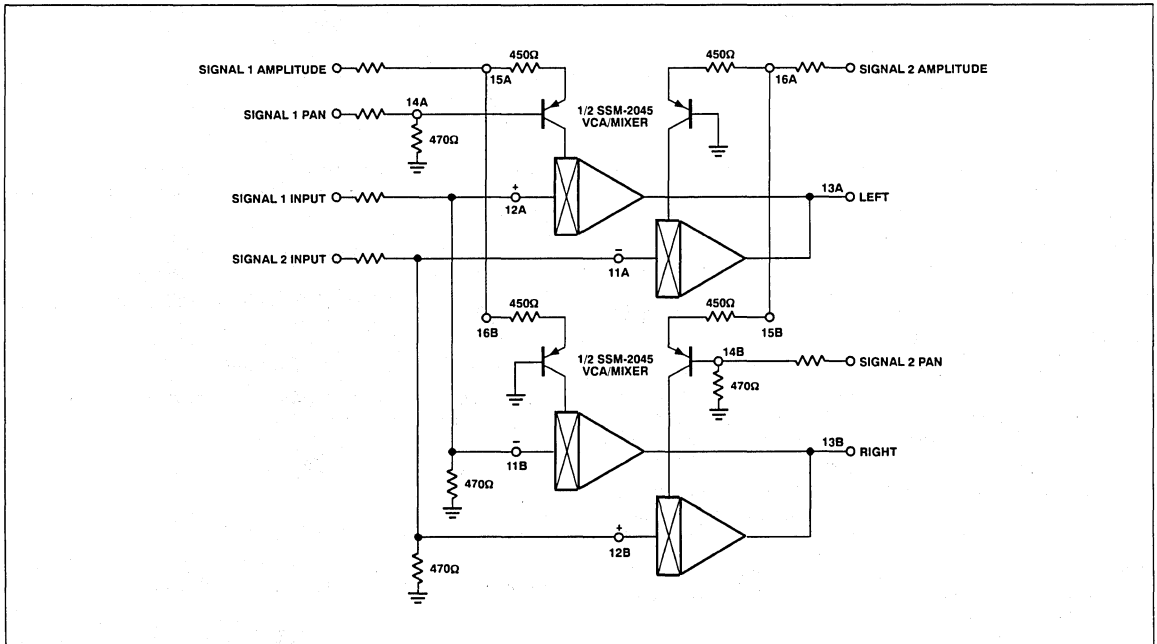 450Ω
450Ω
SIGNAL 1 AMPLITUDE
15A
16A
SIGNAL 2 AMPLITUDE
14A
1/2 SSM-2045
VCA/MIXER
SIGNAL 1 PAN
470Ω
+
13A
SIGNAL 1 INPUT
LEFT
12A
–
SIGNAL 2 INPUT
11A
450Ω
450Ω
16B
15B
1/2 SSM-2045
VCA/MIXER
14B
SIGNAL 2 PAN
470Ω
–
13B
RIGHT
11B
470Ω
+
12B
470Ω